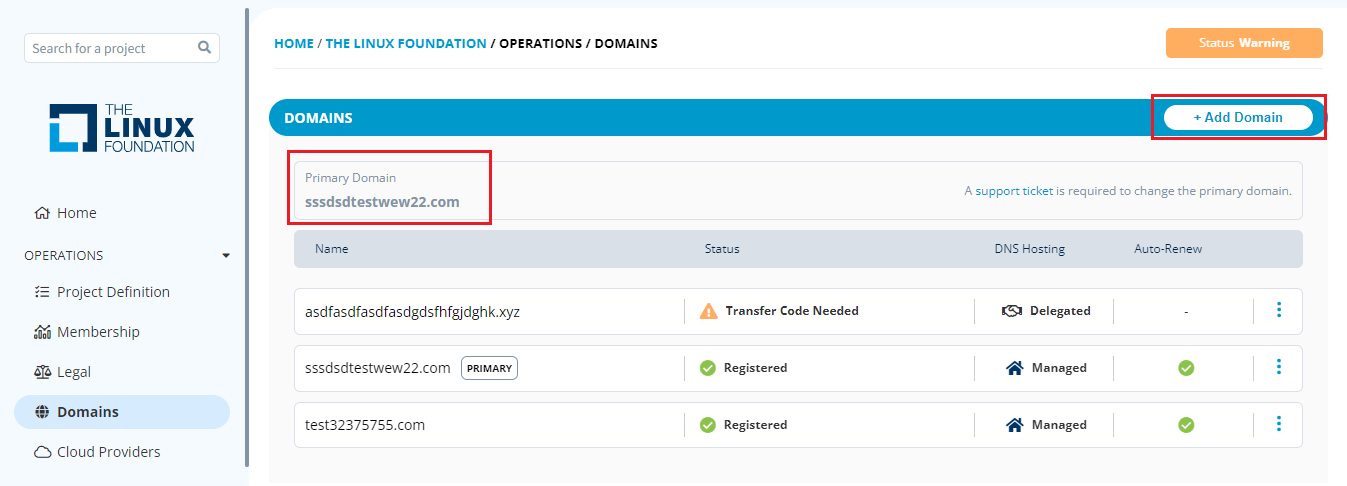 Search for a project
THE
LINUX
FOUNDATION
Home
OPERATIONS
Project Definition
Membership
Legal
Domains
Cloud Providers
HOME / THE LINUX FOUNDATION / OPERATIONS / DOMAINS
Status Warning
DOMAINS
+ Add Domain
Primary Domain
sssdsdtestwew22.com
A support ticket is required to change the primary domain.
Name Status DNS Hosting Auto-Renew
asdfasdfasdfasdgdsfhfgjdghk.xyz Transfer Code Needed Delegated -
sssdsdtestwew22.com PRIMARY Registered Managed
test32375755.com Registered Managed